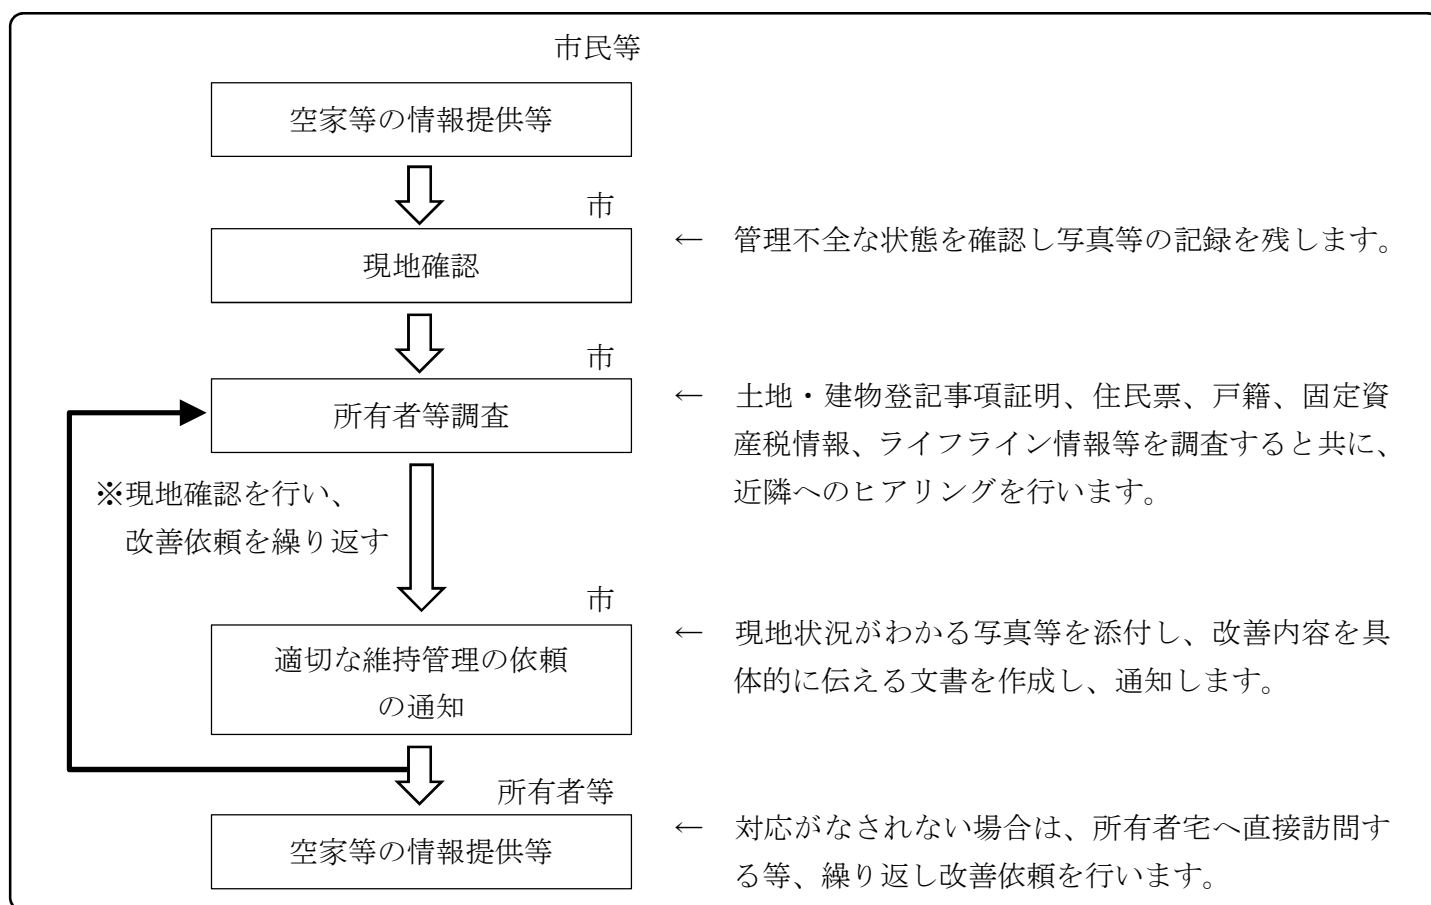 市民等
空家等の情報提供等
市
現地確認
← 管理不全な状態を確認し写真等の記録を残します。
市
所有者等調査
← 土地・建物登記事項証明、住民票、戸籍、固定資
産税情報、ライフライン情報等を調査すると共に、
近隣へのヒアリングを行います。
※現地確認を行い、
改善依頼を繰り返す
市
適切な維持管理の依頼
の通知
← 現地状況がわかる写真等を添付し、改善内容を具
体的に伝える文書を作成し、通知します。
所有者等
空家等の情報提供等
← 対応がなされない場合は、所有者宅へ直接訪問す
る等、繰り返し改善依頼を行います。